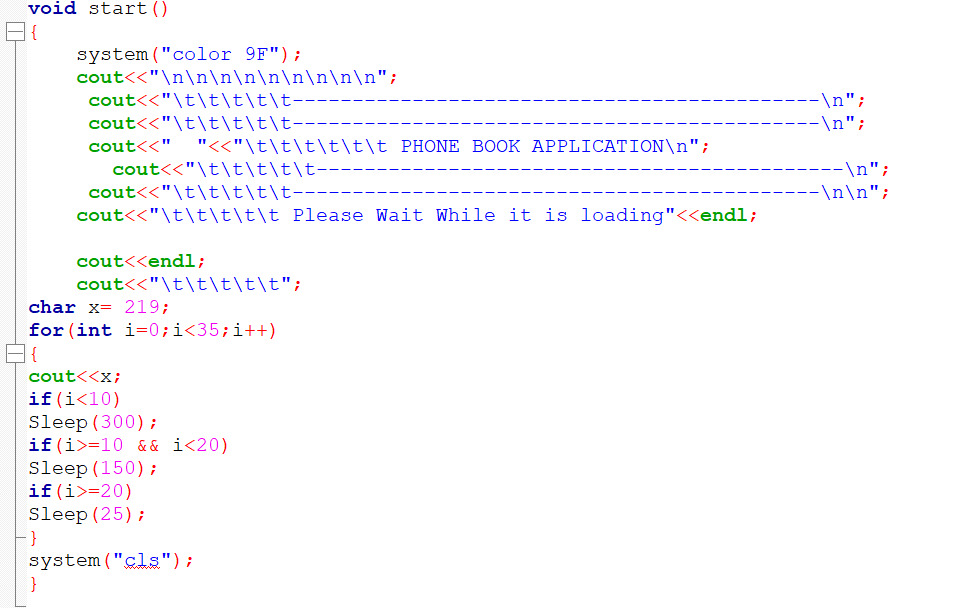 void start()
{
    system("color 9F");
    cout<<"\n\n\n\n\n\n\n\n\n";
     cout<<"\t\t\t\t\t--------------------------------------------\n";
     cout<<"\t\t\t\t\t--------------------------------------------\n";
     cout<<"  "<<"\t\t\t\t\t\t PHONE BOOK APPLICATION\n";
       cout<<"\t\t\t\t\t--------------------------------------------\n";
     cout<<"\t\t\t\t\t--------------------------------------------\n\n";
    cout<<"\t\t\t\t\t Please Wait While it is loading"<<endl;

    cout<<endl;
    cout<<"\t\t\t\t\t";
char x= 219;
for(int i=0;i<35;i++)
{
cout<<x;
if(i<10)
Sleep(300);
if(i>=10 && i<20)
Sleep(150);
if(i>=20)
Sleep(25);
}
system("cls");
}